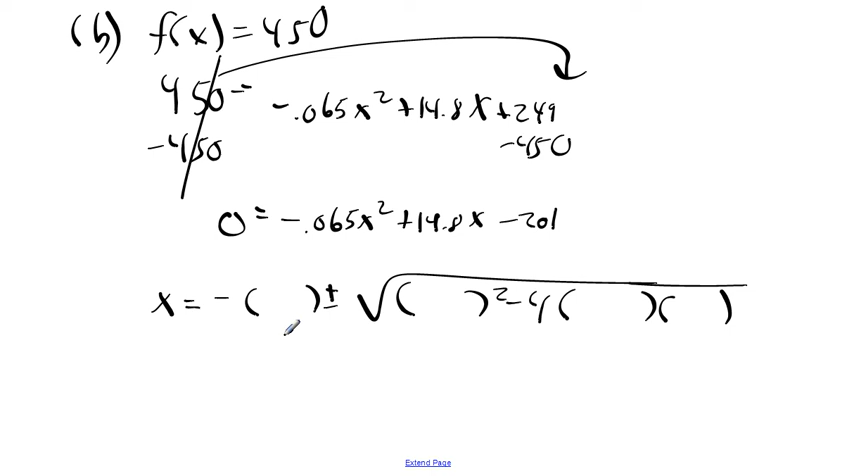 (b) f(x) = 450
450 = -.065x² + 14.8x + 249
-450 -450
0 = -.065x² + 14.8x - 201
x = -( ) ± √( )² - 4( )( )
Extend Page